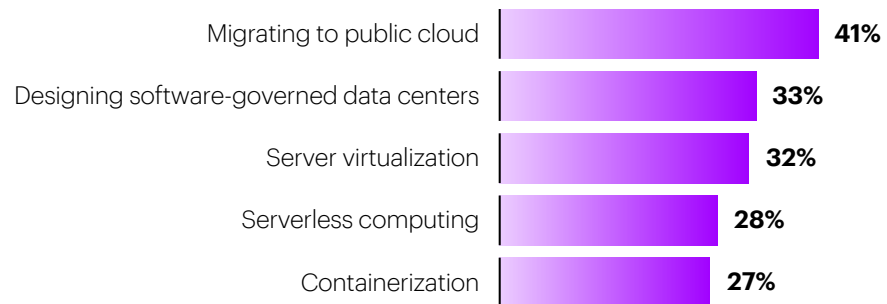 Migrating to public cloud 41%
Designing software-governed data centers 33%
Server virtualization 32%
Serverless computing 28%
Containerization 27%